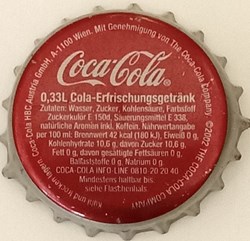 Coca-Cola HBC Austria GmbH, A-1100 Wien. Mit Genehmigung von The Coca-Cola Company
© 2002 THE COCA-COLA COMPANY
Coca-Cola
0,33L Cola-Erfrischungsgetränk
Zutaten: Wasser, Zucker, Kohlensäure, Farbstoff
Zuckerkulör E 150d, Säuerungsmittel E 338,
natürliche Aromen inkl. Koffein. Nährwertangabe
per 100 ml: Brennwert 42 kcal (180 kJ), Eiweiß 0 g,
Kohlenhydrate 10,6 g, davon Zucker 10,6 g,
Fett 0 g, davon gesättigte Fettsäuren 0 g,
Ballaststoffe 0 g, Natrium 0 g.
COCA-COLA INFO-LINE 0810-20 20 40
Mindestens haltbar bis:
siehe Flaschenhals
Kühl und trocken